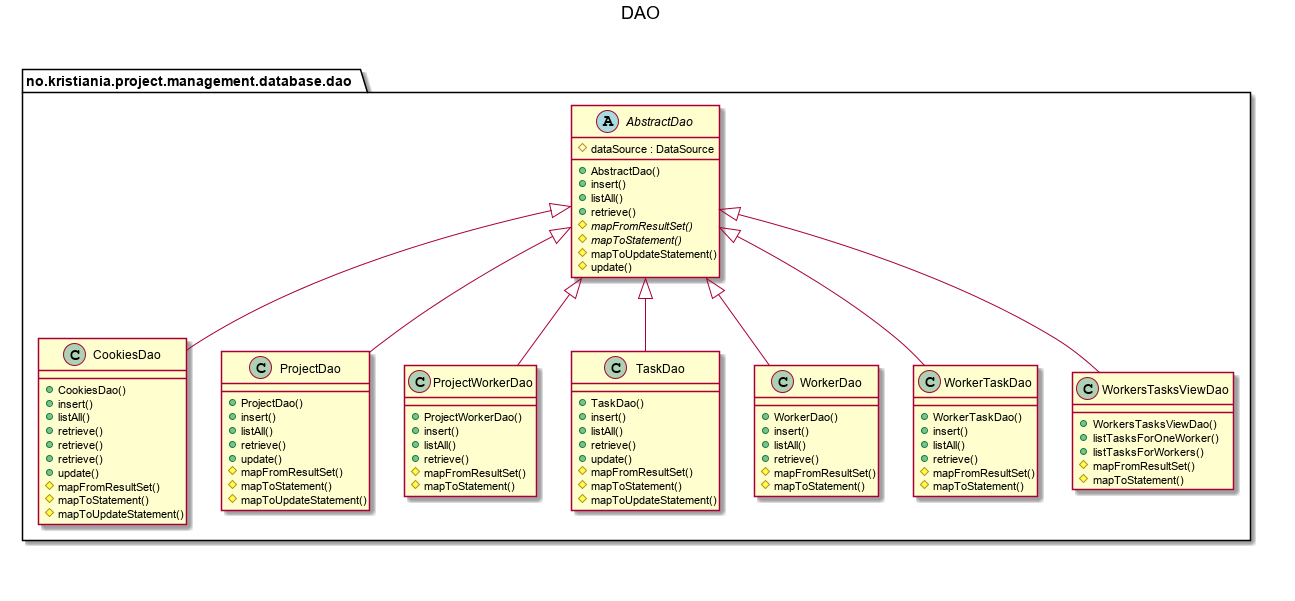 DAO
no.kristiania.project.management.database.dao
A AbstractDao
dataSource : DataSource
AbstractDao()
insert()
listAll()
retrieve()
mapFromResultSet()
mapToStatement()
mapToUpdateStatement()
update()
C CookiesDao
CookiesDao()
insert()
listAll()
retrieve()
retrieve()
retrieve()
update()
mapFromResultSet()
mapToStatement()
mapToUpdateStatement()
C ProjectDao
ProjectDao()
insert()
listAll()
retrieve()
update()
mapFromResultSet()
mapToStatement()
mapToUpdateStatement()
C ProjectWorkerDao
ProjectWorkerDao()
insert()
listAll()
retrieve()
mapFromResultSet()
mapToStatement()
C TaskDao
TaskDao()
insert()
listAll()
retrieve()
update()
mapFromResultSet()
mapToStatement()
mapToUpdateStatement()
C WorkerDao
WorkerDao()
insert()
listAll()
retrieve()
mapFromResultSet()
mapToStatement()
C WorkerTaskDao
WorkerTaskDao()
insert()
listAll()
retrieve()
mapFromResultSet()
mapToStatement()
C WorkersTasksViewDao
WorkersTasksViewDao()
listTasksForOneWorker()
listTasksForWorkers()
mapFromResultSet()
mapToStatement()